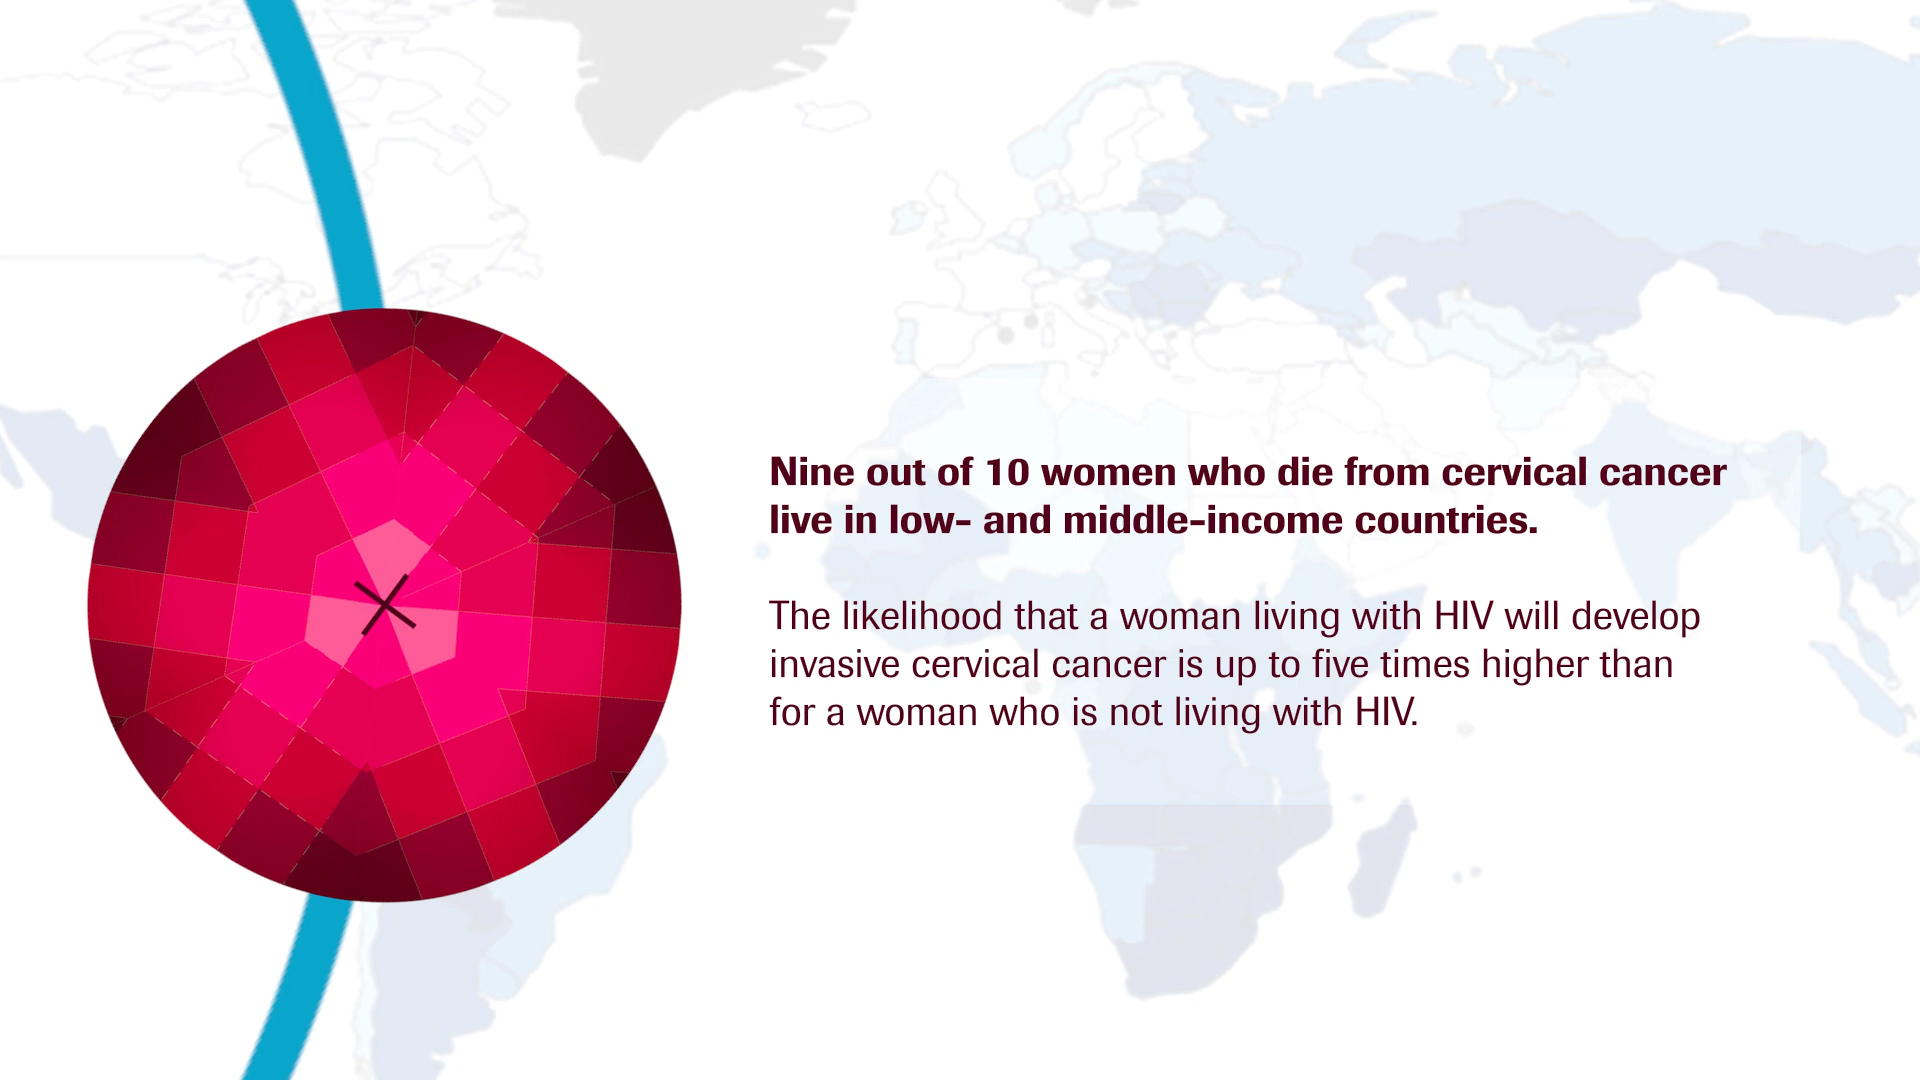 Nine out of 10 women who die from cervical cancer
live in low- and middle-income countries.
The likelihood that a woman living with HIV will develop
invasive cervical cancer is up to five times higher than
for a woman who is not living with HIV.